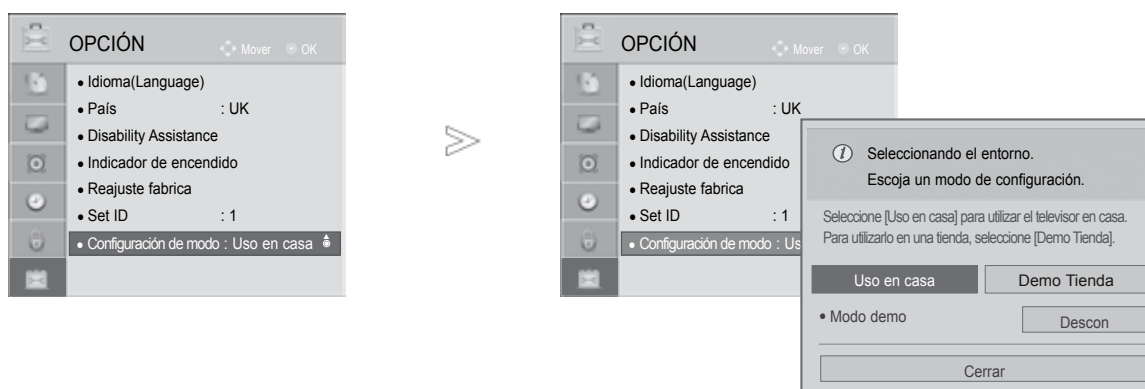 OPCIÓN Mover OK
• Idioma(Language)
• País : UK
• Disability Assistance
• Indicador de encendido
• Reajuste fabrica
• Set ID : 1
• Configuración de modo : Uso en casa
OPCIÓN Mover OK
• Idioma(Language)
• País : UK
• Disability Assistance
• Indicador de encendido
• Reajuste fabrica
• Set ID : 1
• Configuración de modo : Us
i Seleccionando el entorno.
Escoja un modo de configuración.
Seleccione [Uso en casa] para utilizar el televisor en casa.
Para utilizarlo en una tienda, seleccione [Demo Tienda].
Uso en casa Demo Tienda
• Modo demo Descon
Cerrar